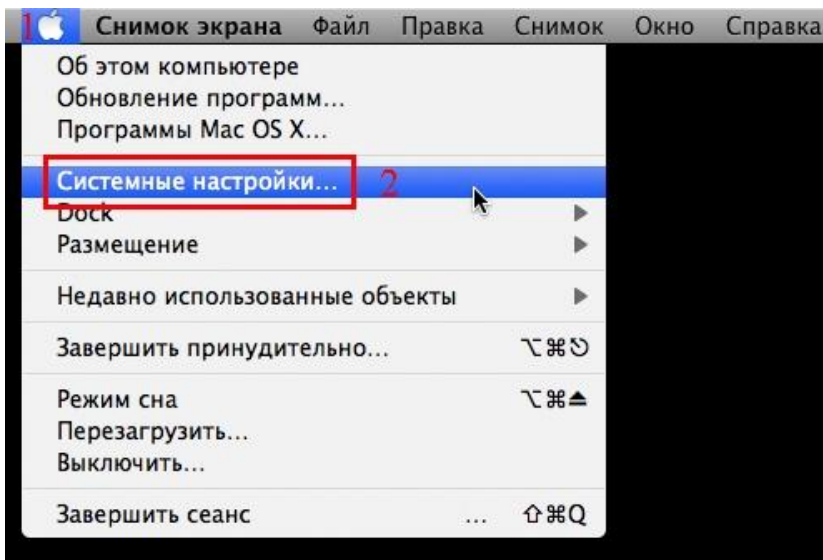 1 Снимок экрана Файл Правка Снимок Окно Справка
Об этом компьютере
Обновление программ...
Программы Mac OS X...
Системные настройки... 2
Dock
Размещение
Недавно использованные объекты
Завершить принудительно... ⌥⌘⎋
Режим сна ⌥⌘⏏
Перезагрузить...
Выключить...
Завершить сеанс ... ⇧⌘Q